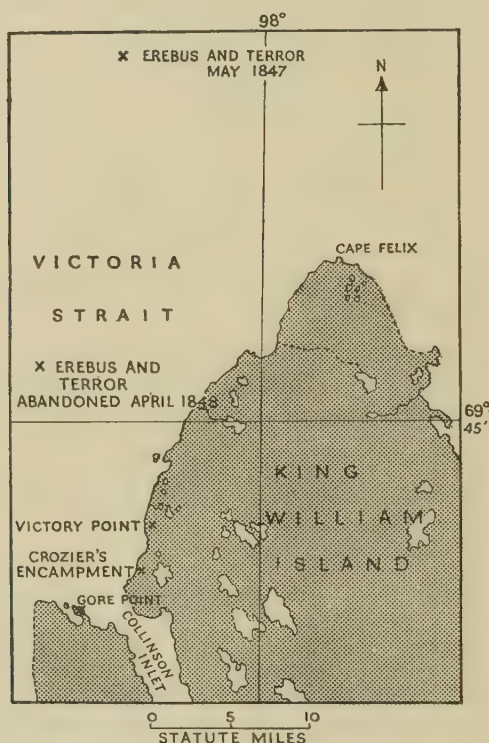 98°
EREBUS AND TERROR
MAY 1847
N
CAPE FELIX
VICTORIA
STRAIT
EREBUS AND
TERROR
ABANDONED APRIL 1848
69°
45'
KING
WILLIAM
ISLAND
VICTORY POINT
CROZIER'S
ENCAMPMENT
GORE POINT
COLLINSON
INLET
0 5 10
STATUTE MILES